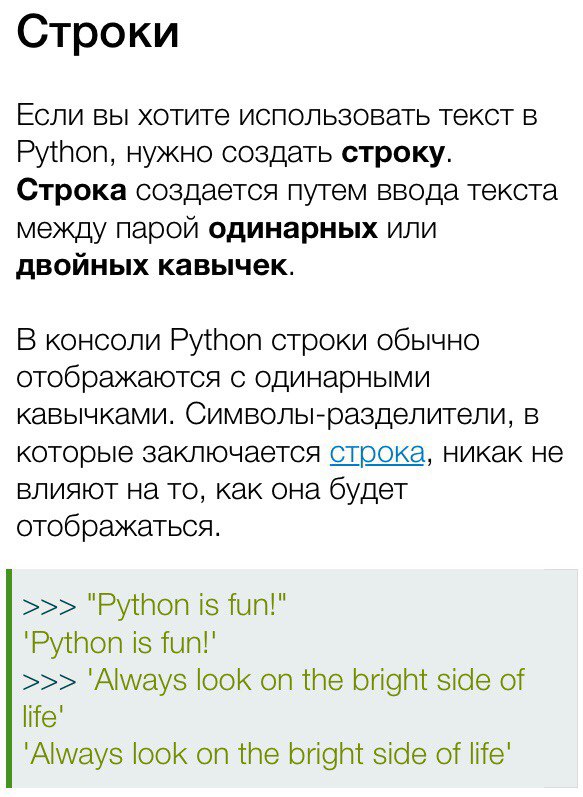 Строки
Если вы хотите использовать текст в
Python, нужно создать строку.
Строка создается путем ввода текста
между парой одинарных или
двойных кавычек.
В консоли Python строки обычно
отображаются с одинарными
кавычками. Символы-разделители, в
которые заключается строка, никак не
влияют на то, как она будет
отображаться.
>>> "Python is fun!"
'Python is fun!'
>>> 'Always look on the bright side of
life'
'Always look on the bright side of life'